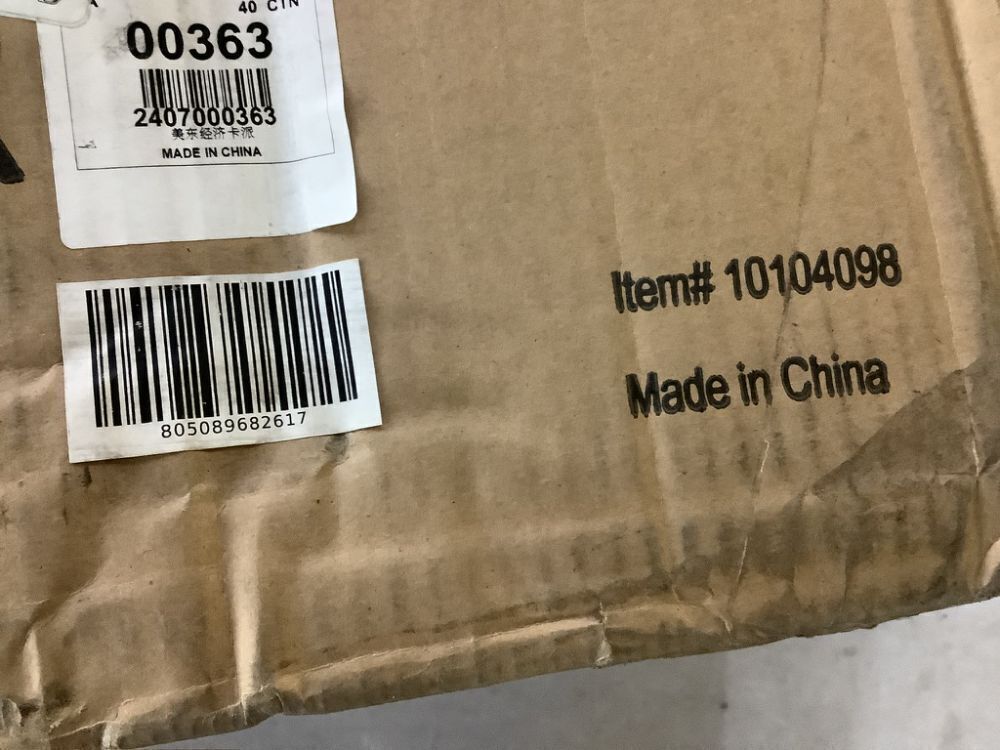 40 CTN
00363
2407000363
美东经济卡派
MADE IN CHINA
805089682617
Item# 10104098
Made in China